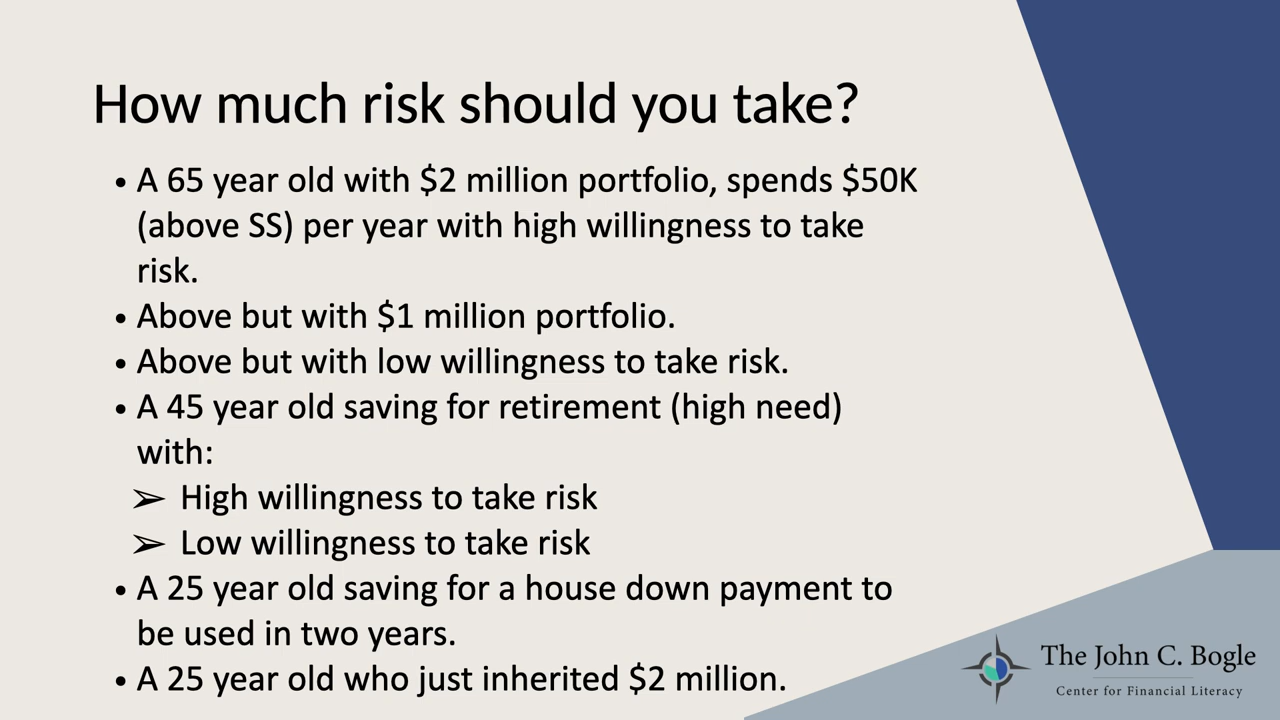 How much risk should you take?
• A 65 year old with $2 million portfolio, spends $50K
(above SS) per year with high willingness to take
risk.
• Above but with $1 million portfolio.
• Above but with low willingness to take risk.
• A 45 year old saving for retirement (high need)
with:
➢ High willingness to take risk
➢ Low willingness to take risk
• A 25 year old saving for a house down payment to
be used in two years.
• A 25 year old who just inherited $2 million.
The John C. Bogle
Center for Financial Literacy